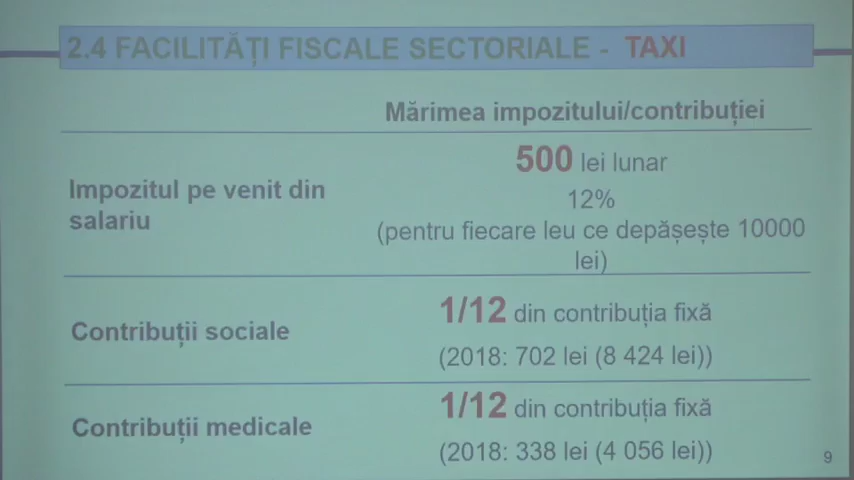 2.4 FACILITĂȚI FISCALE SECTORIALE - TAXI
Mărimea impozitului/contribuției
Impozitul pe venit din
salariu
500 lei lunar
12%
(pentru fiecare leu ce depășește 10000
lei)
Contribuții sociale
1/12 din contribuția fixă
(2018: 702 lei (8 424 lei))
Contribuții medicale
1/12 din contribuția fixă
(2018: 338 lei (4 056 lei))
9